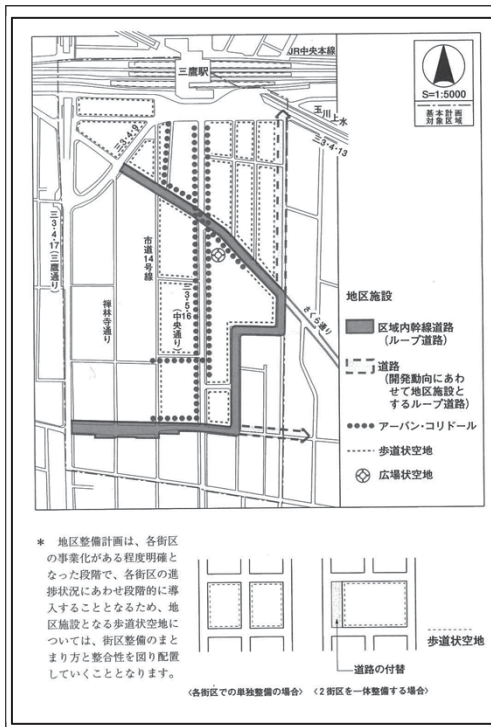 JR中央本線
三鷹駅
玉川上水
三・3・4・9
三・3・4・13
三・3・4・17(三鷹通り)
禅林寺通り
市道14号線
三・3・5・16
(中央通り)
さくら通り
S=1:5000
基本計画
対象区域
地区施設
区域内幹線道路
(ループ道路)
道路
(開発動向にあわ
せて地区施設と
するループ道路)
アーバン・コリドール
歩道状空地
広場状空地
* 地区整備計画は、各街区
の事業化がある程度明確と
なった段階で、各街区の進
捗状況にあわせ段階的に導
入することとなるため、地
区施設となる歩道状空地に
ついては、街区整備のまと
まり方と整合性を図り配置
していくこととなります。
歩道状空地
道路の付替
〈各街区での単独整備の場合〉 〈2街区を一体整備する場合〉